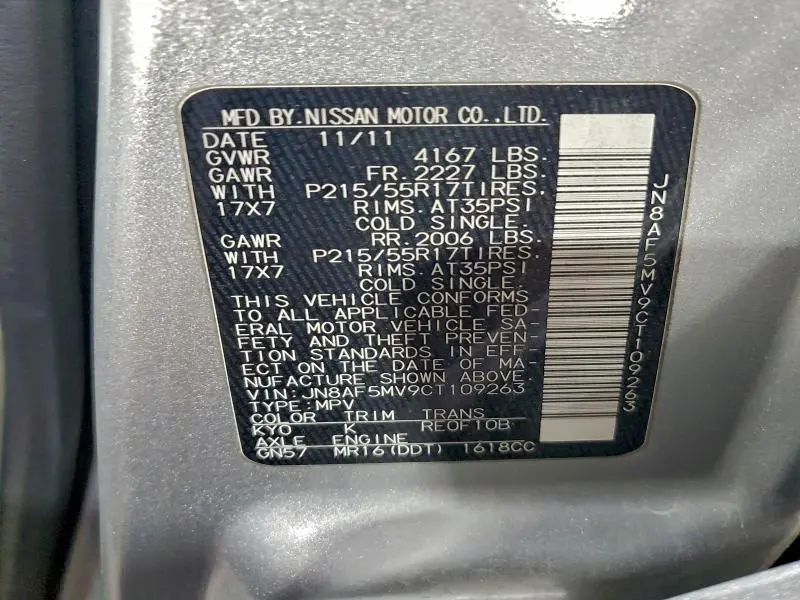 MFD BY.NISSAN MOTOR CO.,LTD.
DATE 11/11
GVWR 4167 LBS.
GAWR FR.2227 LBS.
WITH P215/55R17TIRES.
17X7 RIMS.AT35PSI
COLD SINGLE.
GAWR RR.2006 LBS.
WITH P215/55R17TIRES.
17X7 RIMS.AT35PSI
COLD SINGLE.
THIS VEHICLE CONFORMS
TO ALL APPLICABLE FED-
ERAL MOTOR VEHICLE SA-
FETY AND THEFT PREVEN-
TION STANDARDS IN EFF-
ECT ON THE DATE OF MA-
NUFACTURE SHOWN ABOVE.
VIN:JN8AF5MV9CT109263
TYPE:MPV
COLOR TRIM TRANS
KY0 K RE0F10B
AXLE ENGINE
GN57 MR16(DDT) 1618CC
JN8AF5MV9CT109263